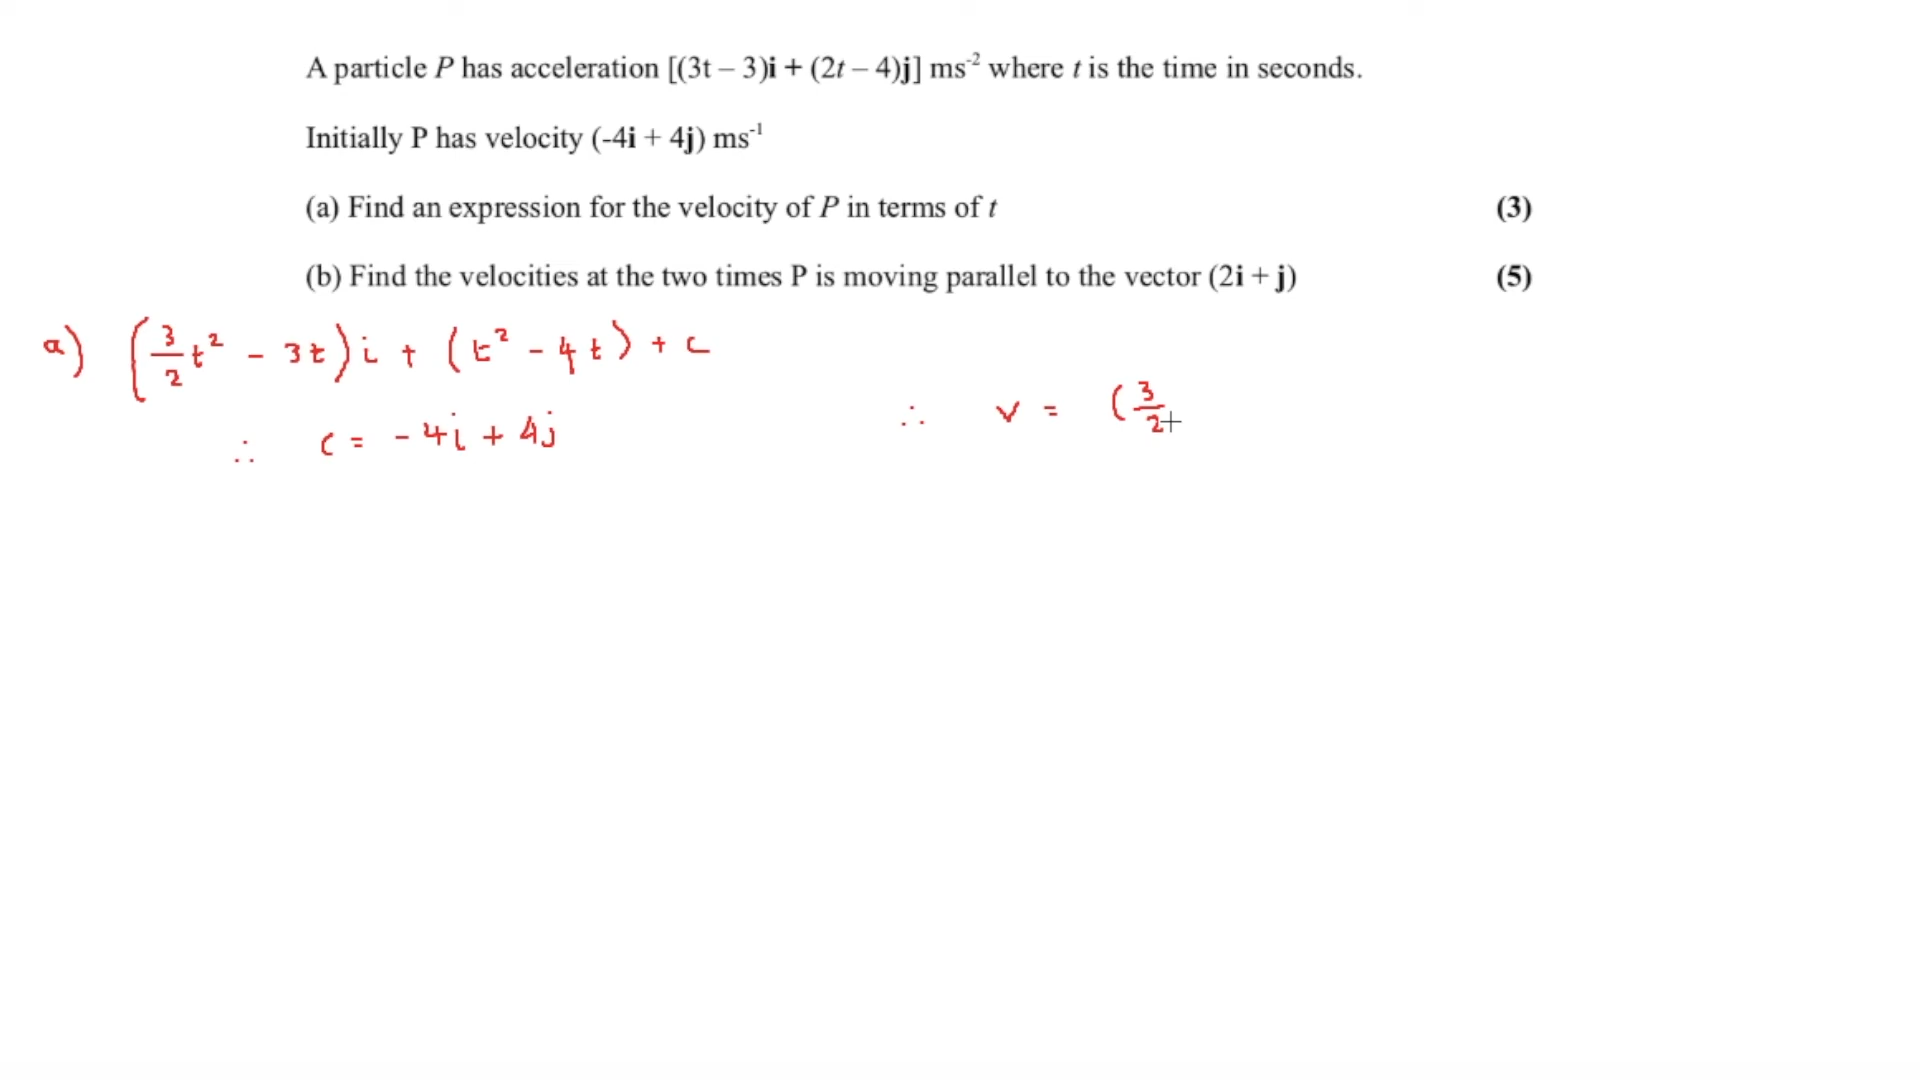 A particle P has acceleration [(3t – 3)i + (2t – 4)j] ms⁻² where t is the time in seconds.
Initially P has velocity (-4i + 4j) ms⁻¹
(a) Find an expression for the velocity of P in terms of t (3)
(b) Find the velocities at the two times P is moving parallel to the vector (2i + j) (5)
a) (3/2 t² - 3t)i + (t² - 4t) + c
∴ c = -4i + 4j
∴ v = (3/2